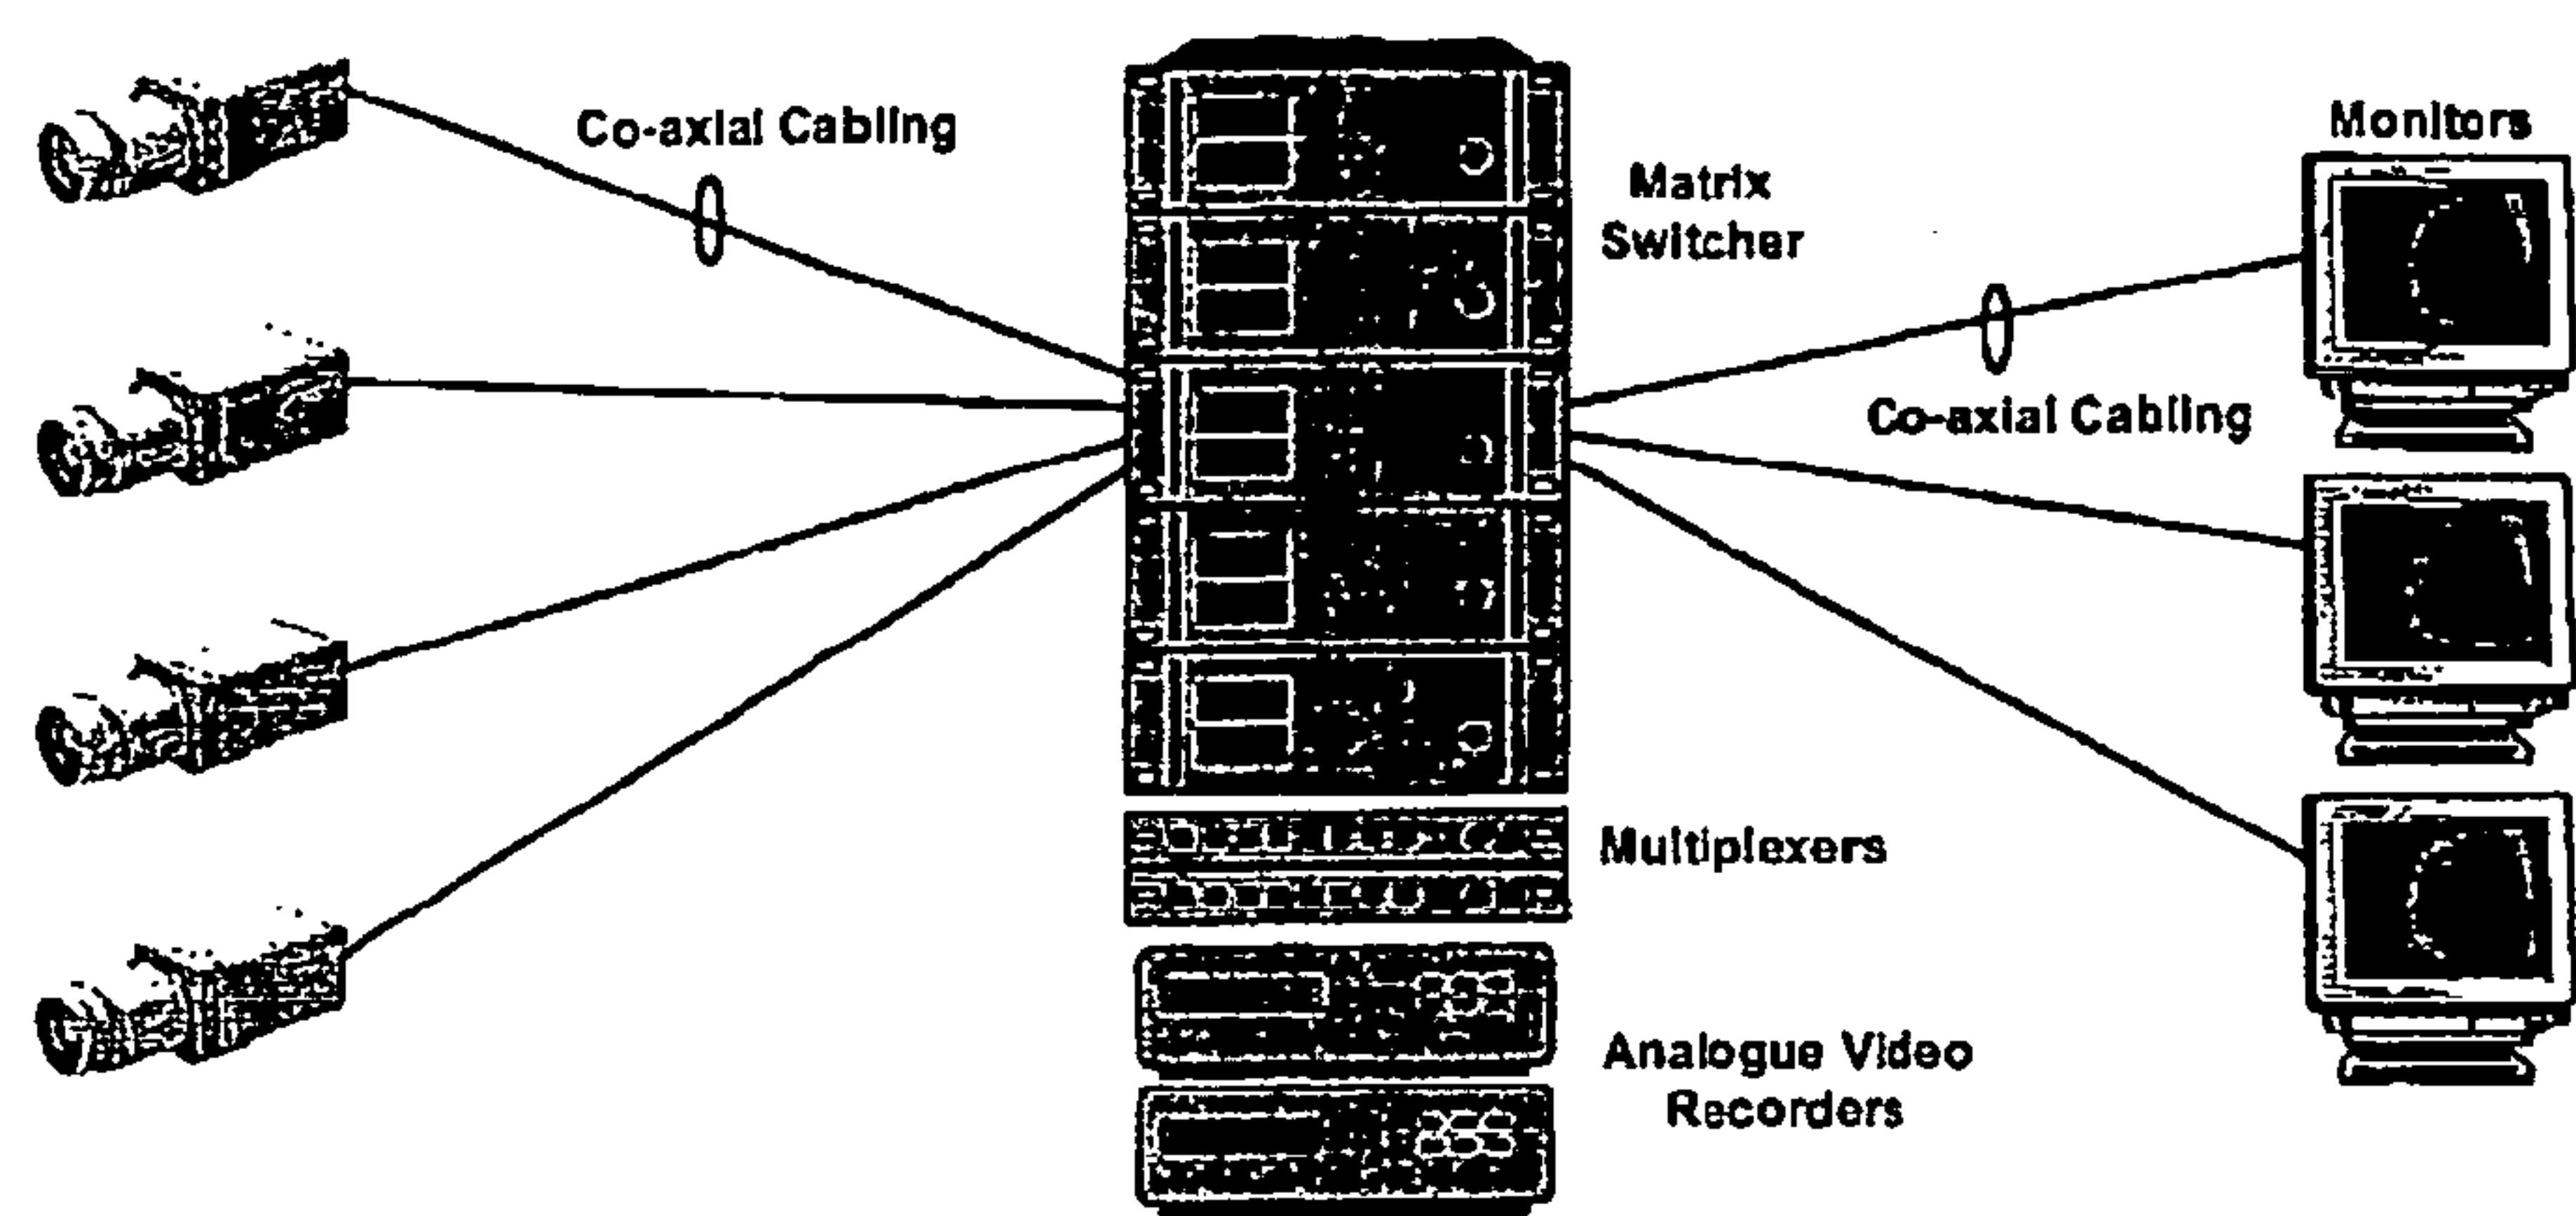 Co-axial Cabling
Matrix
Switcher
Monitors
Co-axial Cabling
Multiplexers
Analogue Video
Recorders